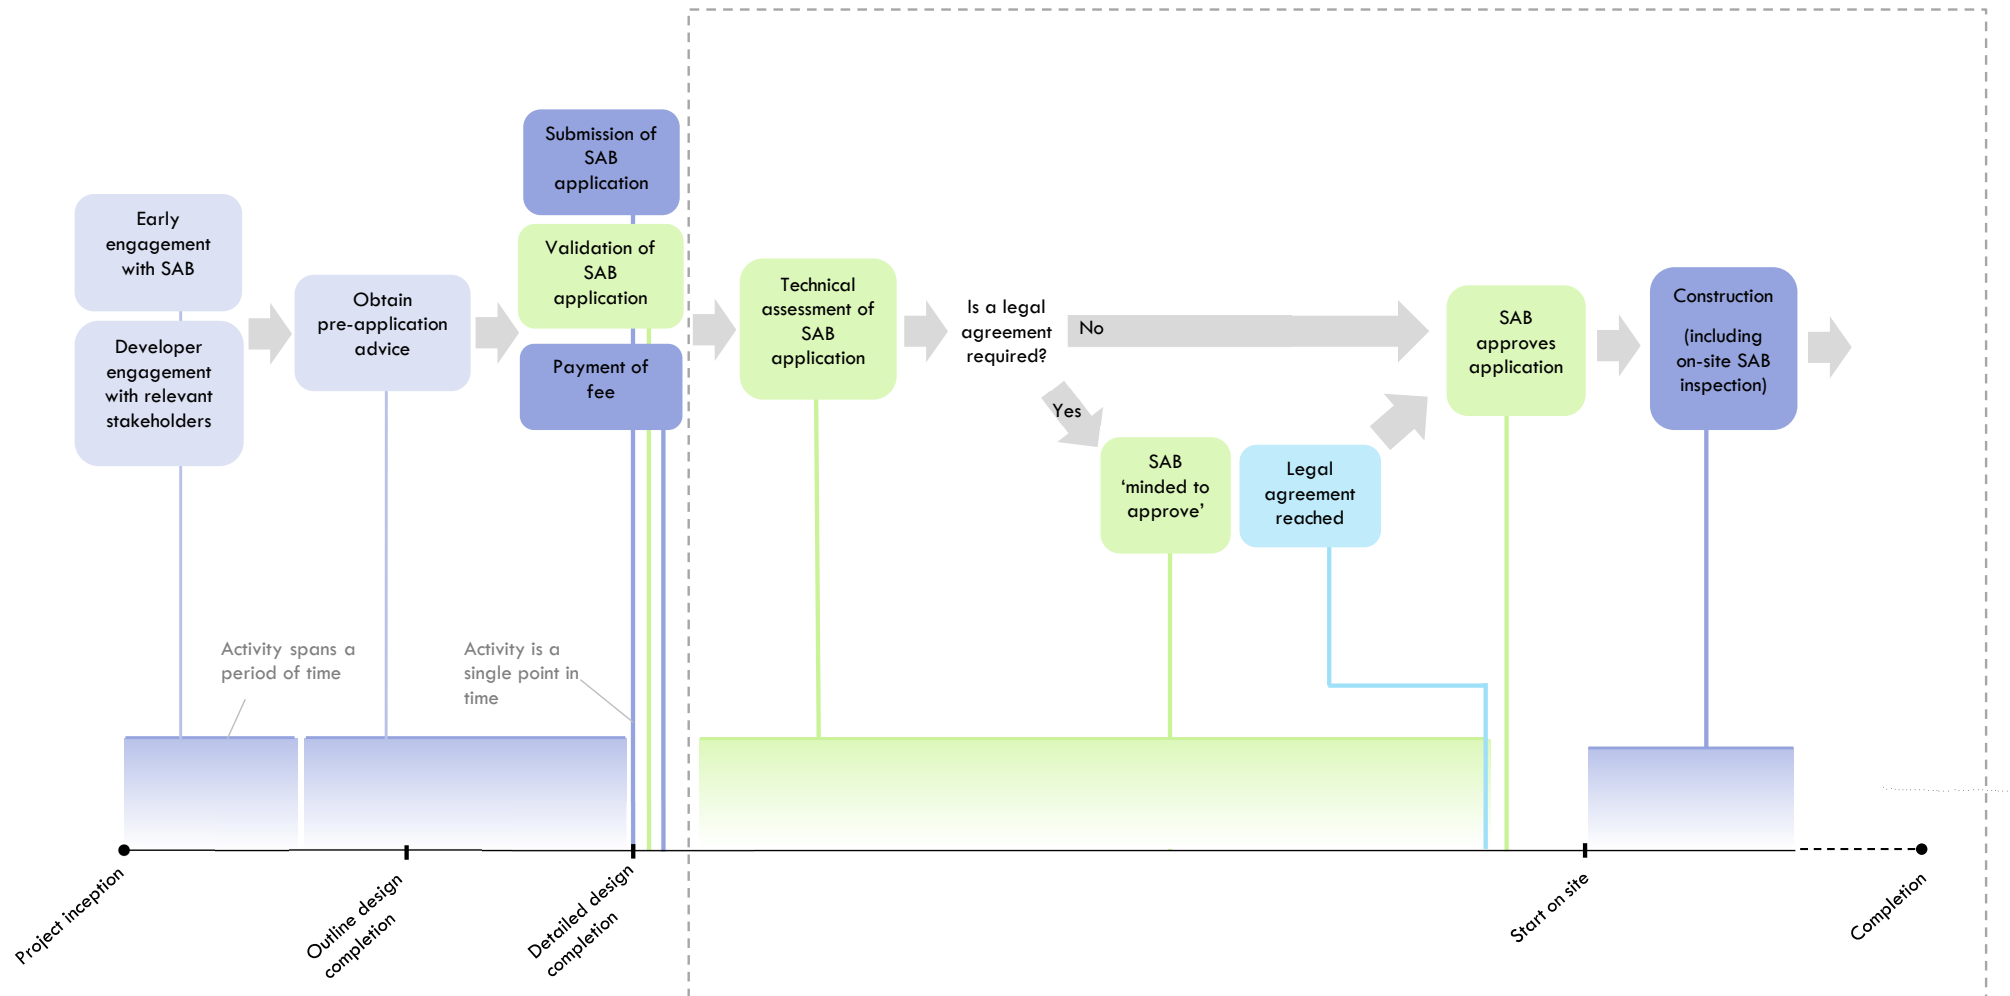 Submission of
SAB
application
Early
engagement
with SAB
Validation of
SAB
application
Developer
engagement
with relevant
stakeholders
Obtain
pre-application
advice
Payment of
fee
Technical
assessment of
SAB
application
Is a legal
agreement
required?
No
Yes
SAB
‘minded to
approve’
Legal
agreement
reached
SAB
approves
application
Construction
(including
on-site SAB
inspection)
Activity spans a
period of time
Activity is a
single point in
time
Project inception
Outline design
completion
Detailed design
completion
Start on site
Completion